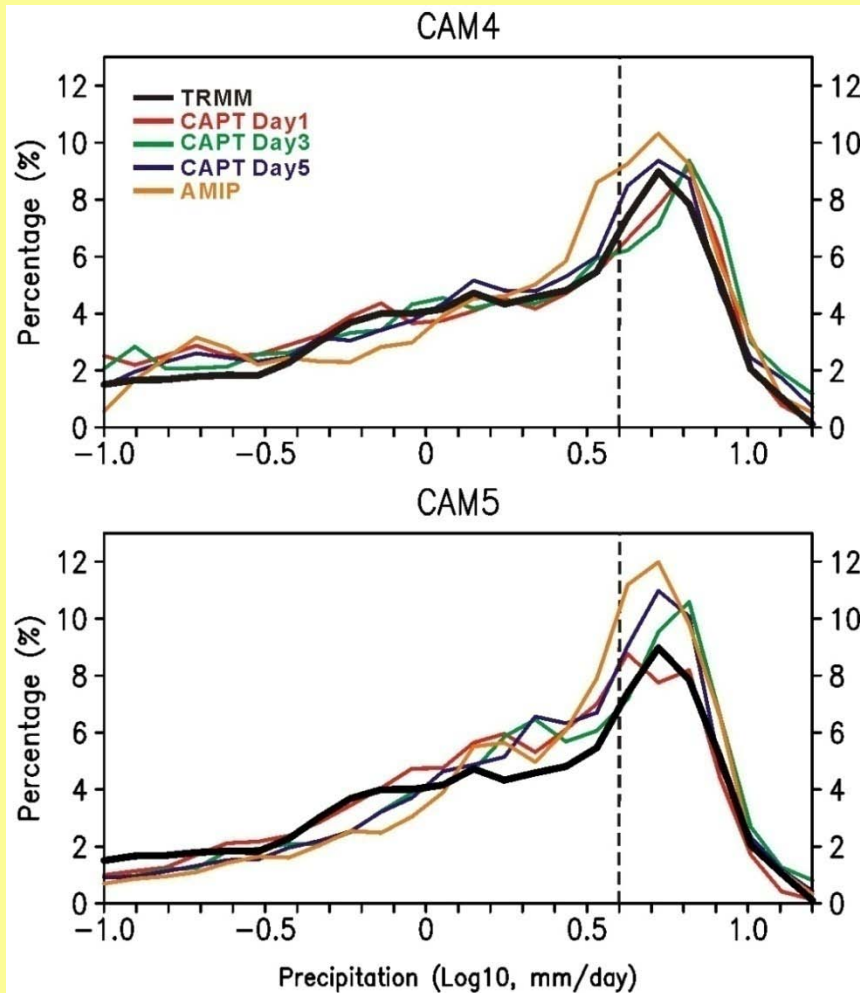 CAM4
Percentage (%)
12 12
10 10
8 8
6 6
4 4
2 2
0 0
TRMM
CAPT Day1
CAPT Day3
CAPT Day5
AMIP
−1.0 −0.5 0 0.5 1.0
CAM5
Percentage (%)
12 12
10 10
8 8
6 6
4 4
2 2
0 0
−1.0 −0.5 0 0.5 1.0
Precipitation (Log10, mm/day)